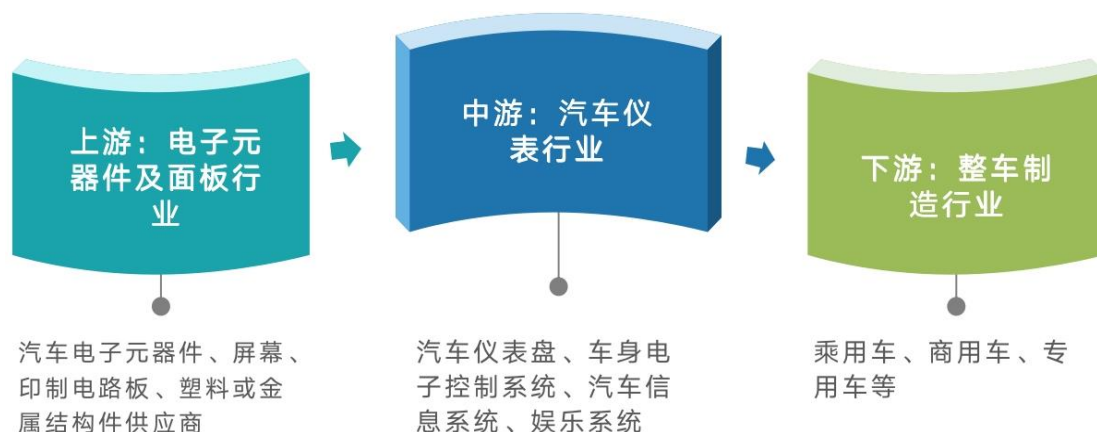 上游：电子元
器件及面板行
业
中游：汽车仪
表行业
下游：整车制
造行业
汽车电子元器件、屏幕、
印制电路板、塑料或金
属结构件供应商
汽车仪表盘、车身电
子控制系统、汽车信
息系统、娱乐系统
乘用车、商用车、专
用车等